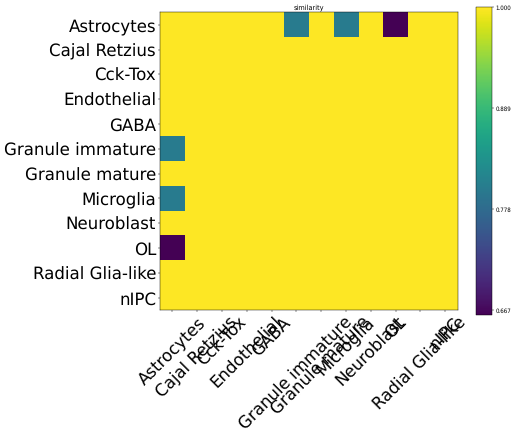 similarity
Astrocytes
Cajal Retzius
Cck-Tox
Endothelial
GABA
Granule immature
Granule mature
Microglia
Neuroblast
OL
Radial Glia-like
nIPC
Astrocytes
Cajal Retzius
Cck-Tox
Endothelial
GABA
Granule immature
Granule mature
Microglia
Neuroblast
OL
Radial Glia-like
nIPC
1.000
0.889
0.778
0.667